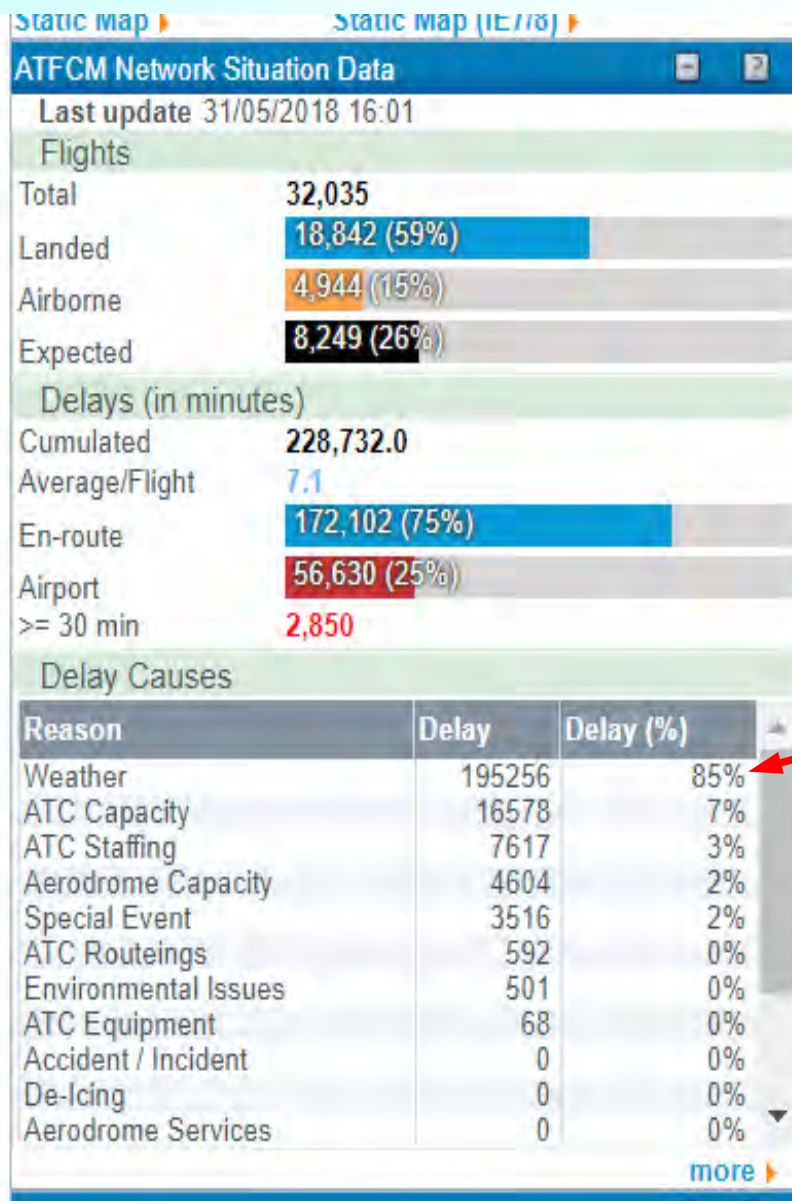 Static Map Static Map (IE7/8)
ATFCM Network Situation Data
Last update 31/05/2018 16:01
Flights
Total 32,035
Landed 18,842 (59%)
Airborne 4,944 (15%)
Expected 8,249 (26%)
Delays (in minutes)
Cumulated 228,732.0
Average/Flight 7.1
En-route 172,102 (75%)
Airport 56,630 (25%)
>= 30 min 2,850
Delay Causes
Reason Delay Delay (%)
Weather 195256 85%
ATC Capacity 16578 7%
ATC Staffing 7617 3%
Aerodrome Capacity 4604 2%
Special Event 3516 2%
ATC Routeings 592 0%
Environmental Issues 501 0%
ATC Equipment 68 0%
Accident / Incident 0 0%
De-Icing 0 0%
Aerodrome Services 0 0%
more